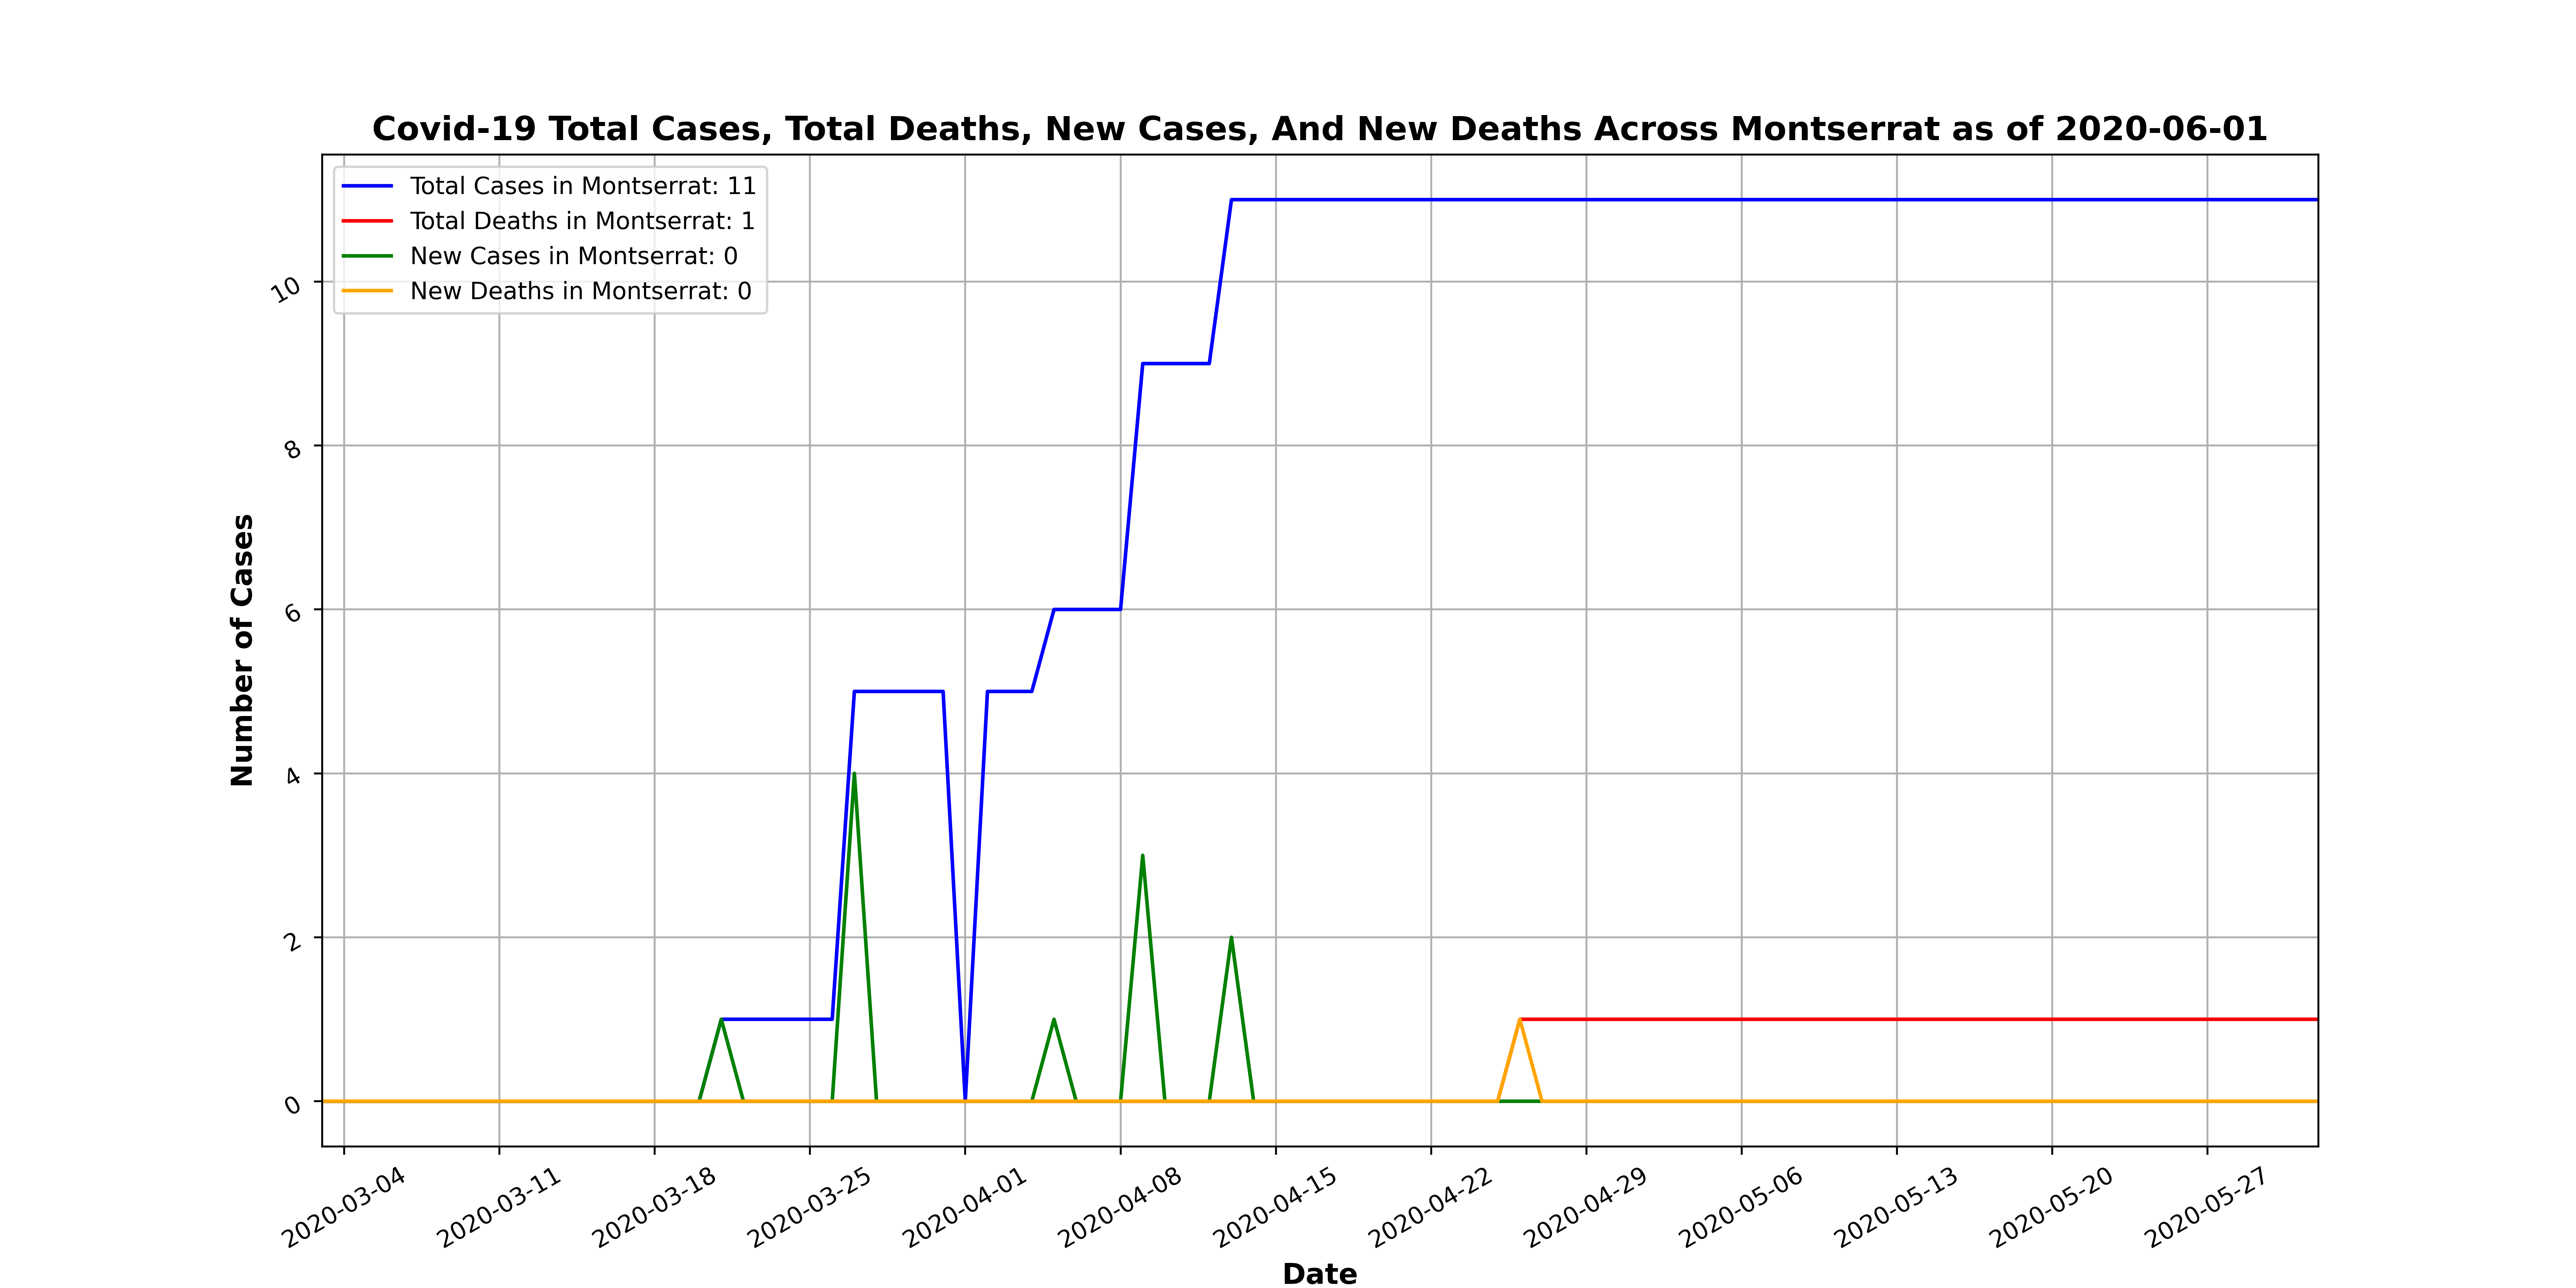 Covid-19 Total Cases, Total Deaths, New Cases, And New Deaths Across Montserrat as of 2020-06-01
Total Cases in Montserrat: 11
Total Deaths in Montserrat: 1
New Cases in Montserrat: 0
New Deaths in Montserrat: 0
Number of Cases
10
8
6
4
2
0
2020-03-04
2020-03-11
2020-03-18
2020-03-25
2020-04-01
2020-04-08
2020-04-15
2020-04-22
2020-04-29
2020-05-06
2020-05-13
2020-05-20
2020-05-27
Date